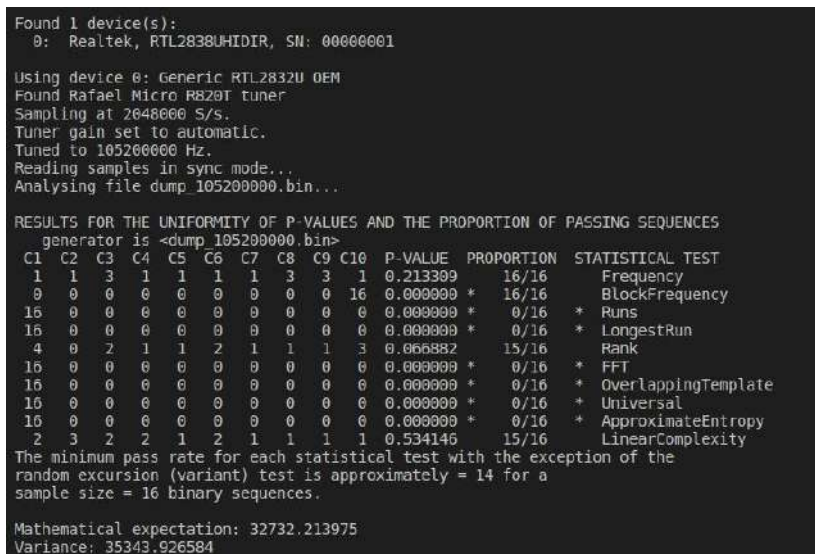 Found 1 device(s):
0: Realtek, RTL2838UHIDIR, SN: 00000001
Using device 0: Generic RTL2832U OEM
Found Rafael Micro R820T tuner
Sampling at 2048000 S/s.
Tuner gain set to automatic.
Tuned to 105200000 Hz.
Reading samples in sync mode...
Analysing file dump_105200000.bin...
RESULTS FOR THE UNIFORMITY OF P-VALUES AND THE PROPORTION OF PASSING SEQUENCES
generator is <dump_105200000.bin>
C1 C2 C3 C4 C5 C6 C7 C8 C9 C10 P-VALUE PROPORTION STATISTICAL TEST
1 1 3 1 1 1 1 3 3 1 0.213309 16/16 Frequency
0 0 0 0 0 0 0 0 0 16 0.000000 * 16/16 BlockFrequency
16 0 0 0 0 0 0 0 0 0 0.000000 * 0/16 * Runs
16 0 0 0 0 0 0 0 0 0 0.000000 * 0/16 * LongestRun
4 0 2 1 1 2 1 1 1 3 0.066882 15/16 Rank
16 0 0 0 0 0 0 0 0 0 0.000000 * 0/16 * FFT
16 0 0 0 0 0 0 0 0 0 0.000000 * 0/16 * OverlappingTemplate
16 0 0 0 0 0 0 0 0 0 0.000000 * 0/16 * Universal
16 0 0 0 0 0 0 0 0 0 0.000000 * 0/16 * ApproximateEntropy
2 3 2 2 1 2 1 1 1 1 0.534146 15/16 LinearComplexity
The minimum pass rate for each statistical test with the exception of the
random excursion (variant) test is approximately = 14 for a
sample size = 16 binary sequences.
Mathematical expectation: 32732.213975
Variance: 35343.926584